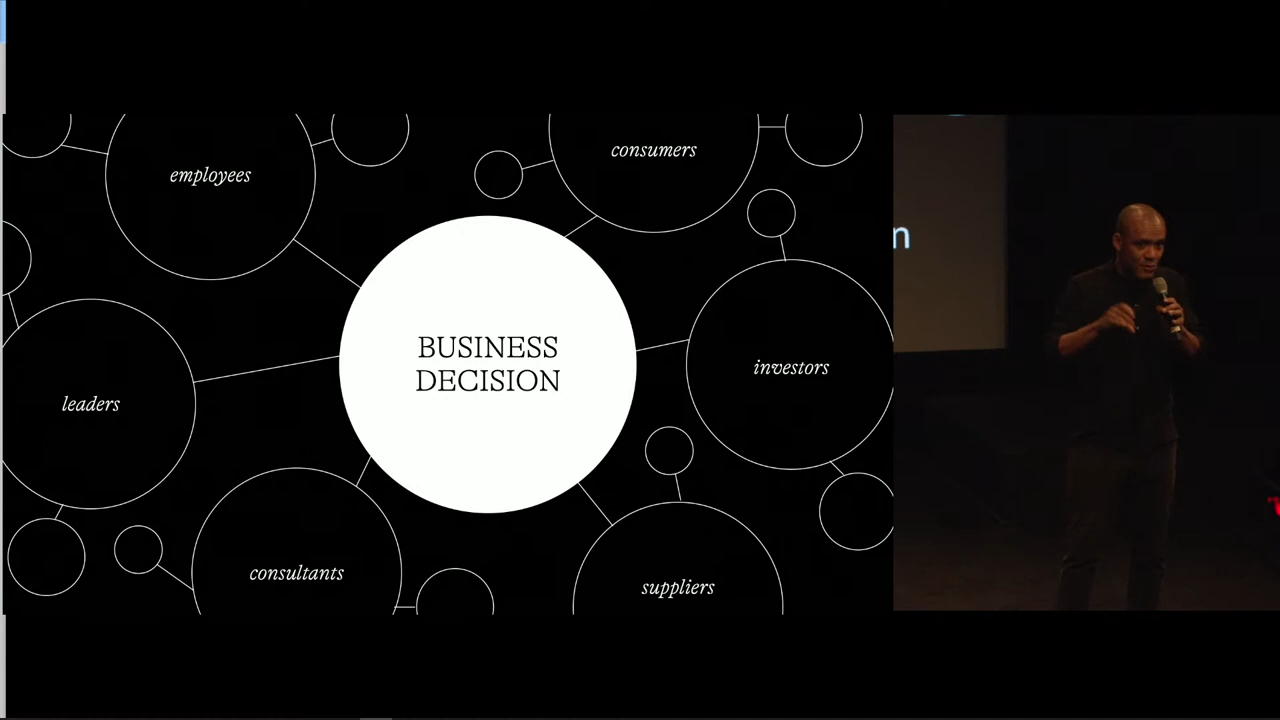 consumers
employees
BUSINESS
DECISION
investors
leaders
consultants
suppliers
n